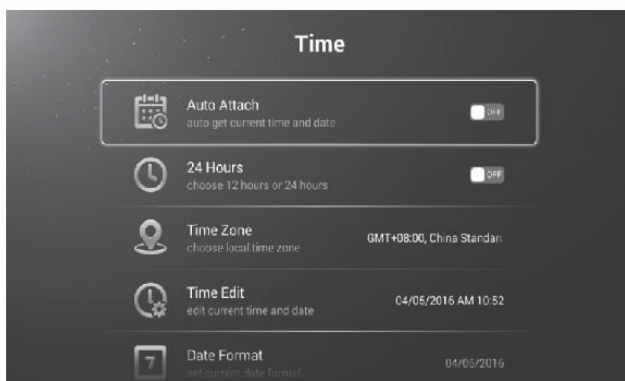 Time
Auto Attach
auto get current time and date
OFF
24 Hours
choose 12 hours or 24 hours
OFF
Time Zone
choose local time zone
GMT+08:00, China Standar
Time Edit
edit current time and date
04/05/2016 AM 10:52
7
Date Format
set current date format
04/05/2016